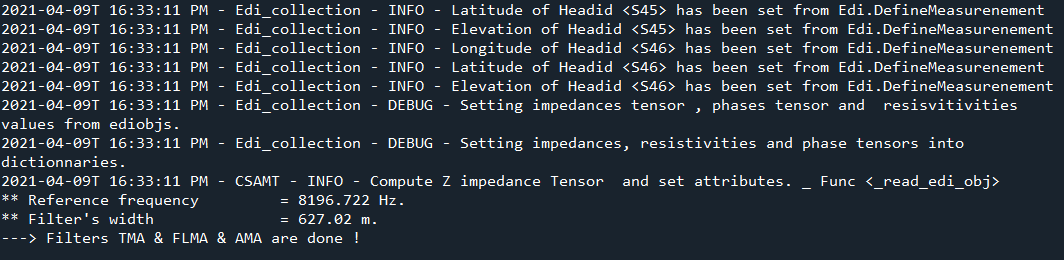 2021-04-09T 16:33:11 PM - Edi_collection - INFO - Latitude of Headid <S45> has been set from Edi.DefineMeasurenement
2021-04-09T 16:33:11 PM - Edi_collection - INFO - Elevation of Headid <S45> has been set from Edi.DefineMeasurenement
2021-04-09T 16:33:11 PM - Edi_collection - INFO - Longitude of Headid <S46> has been set from Edi.DefineMeasurenement
2021-04-09T 16:33:11 PM - Edi_collection - INFO - Latitude of Headid <S46> has been set from Edi.DefineMeasurenement
2021-04-09T 16:33:11 PM - Edi_collection - INFO - Elevation of Headid <S46> has been set from Edi.DefineMeasurenement
2021-04-09T 16:33:11 PM - Edi_collection - DEBUG - Setting impedances tensor , phases tensor and  resisvitivities
values from ediobjs.
2021-04-09T 16:33:11 PM - Edi_collection - DEBUG - Setting impedances, resistivities and phase tensors into
dictionnaries.
2021-04-09T 16:33:11 PM - CSAMT - INFO - Compute Z impedance Tensor  and set attributes. _ Func <_read_edi_obj>
** Reference frequency         = 8196.722 Hz.
** Filter's width              = 627.02 m.
---> Filters TMA & FLMA & AMA are done !